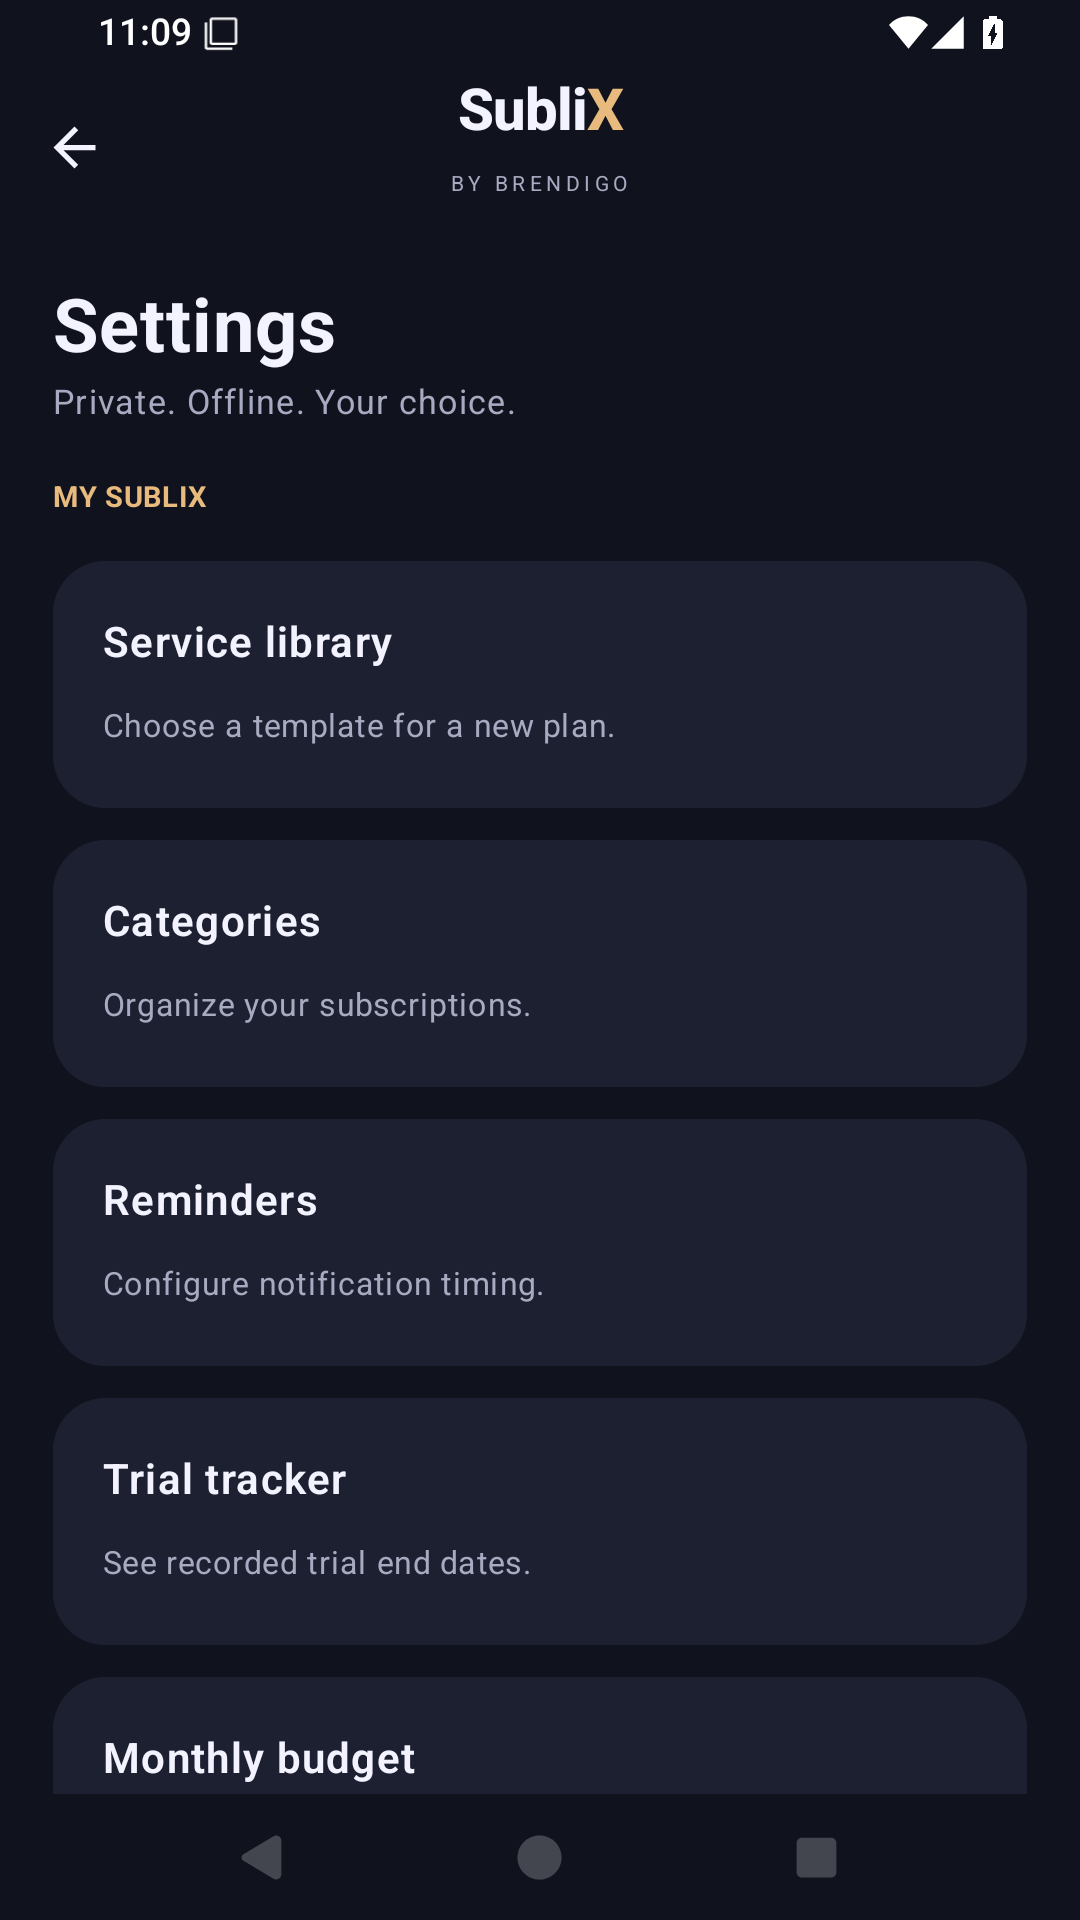 11:09
SubliX
BY BRENDIGO
Settings
Private. Offline. Your choice.
MY SUBLIX
Service library
Choose a template for a new plan.
Categories
Organize your subscriptions.
Reminders
Configure notification timing.
Trial tracker
See recorded trial end dates.
Monthly budget